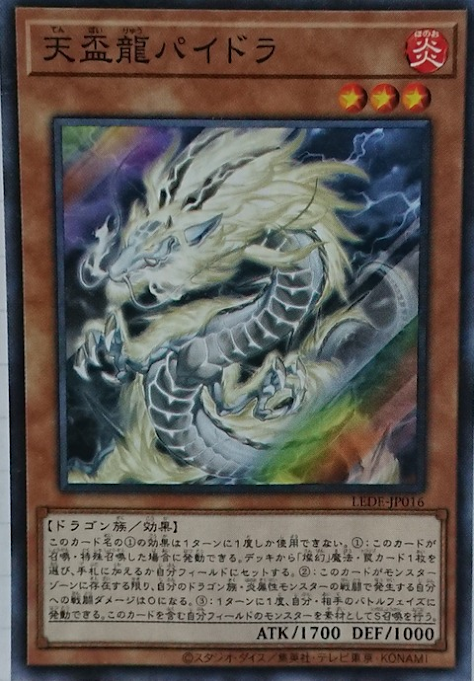 天盃龍パイドラ
炎
LEDE-JP016
【ドラゴン族／効果】
このカード名の①の効果は1ターンに1度しか使用できない。①：このカードが
召喚・特殊召喚した場合に発動できる。デッキから「燦幻」魔法・罠カード1枚を
選び、手札に加えるか自分フィールドにセットする。②：このカードがモンスター
ゾーンに存在する限り、自分のドラゴン族・炎属性モンスターの戦闘で発生する自分
への戦闘ダメージは0になる。③：1ターンに1度、自分・相手のバトルフェイズに
発動できる。このカードを含む自分フィールドのモンスターを素材としてS召喚を行う。
ATK/1700 DEF/1000
©スタジオ・ダイス/集英社・テレビ東京・KONAMI